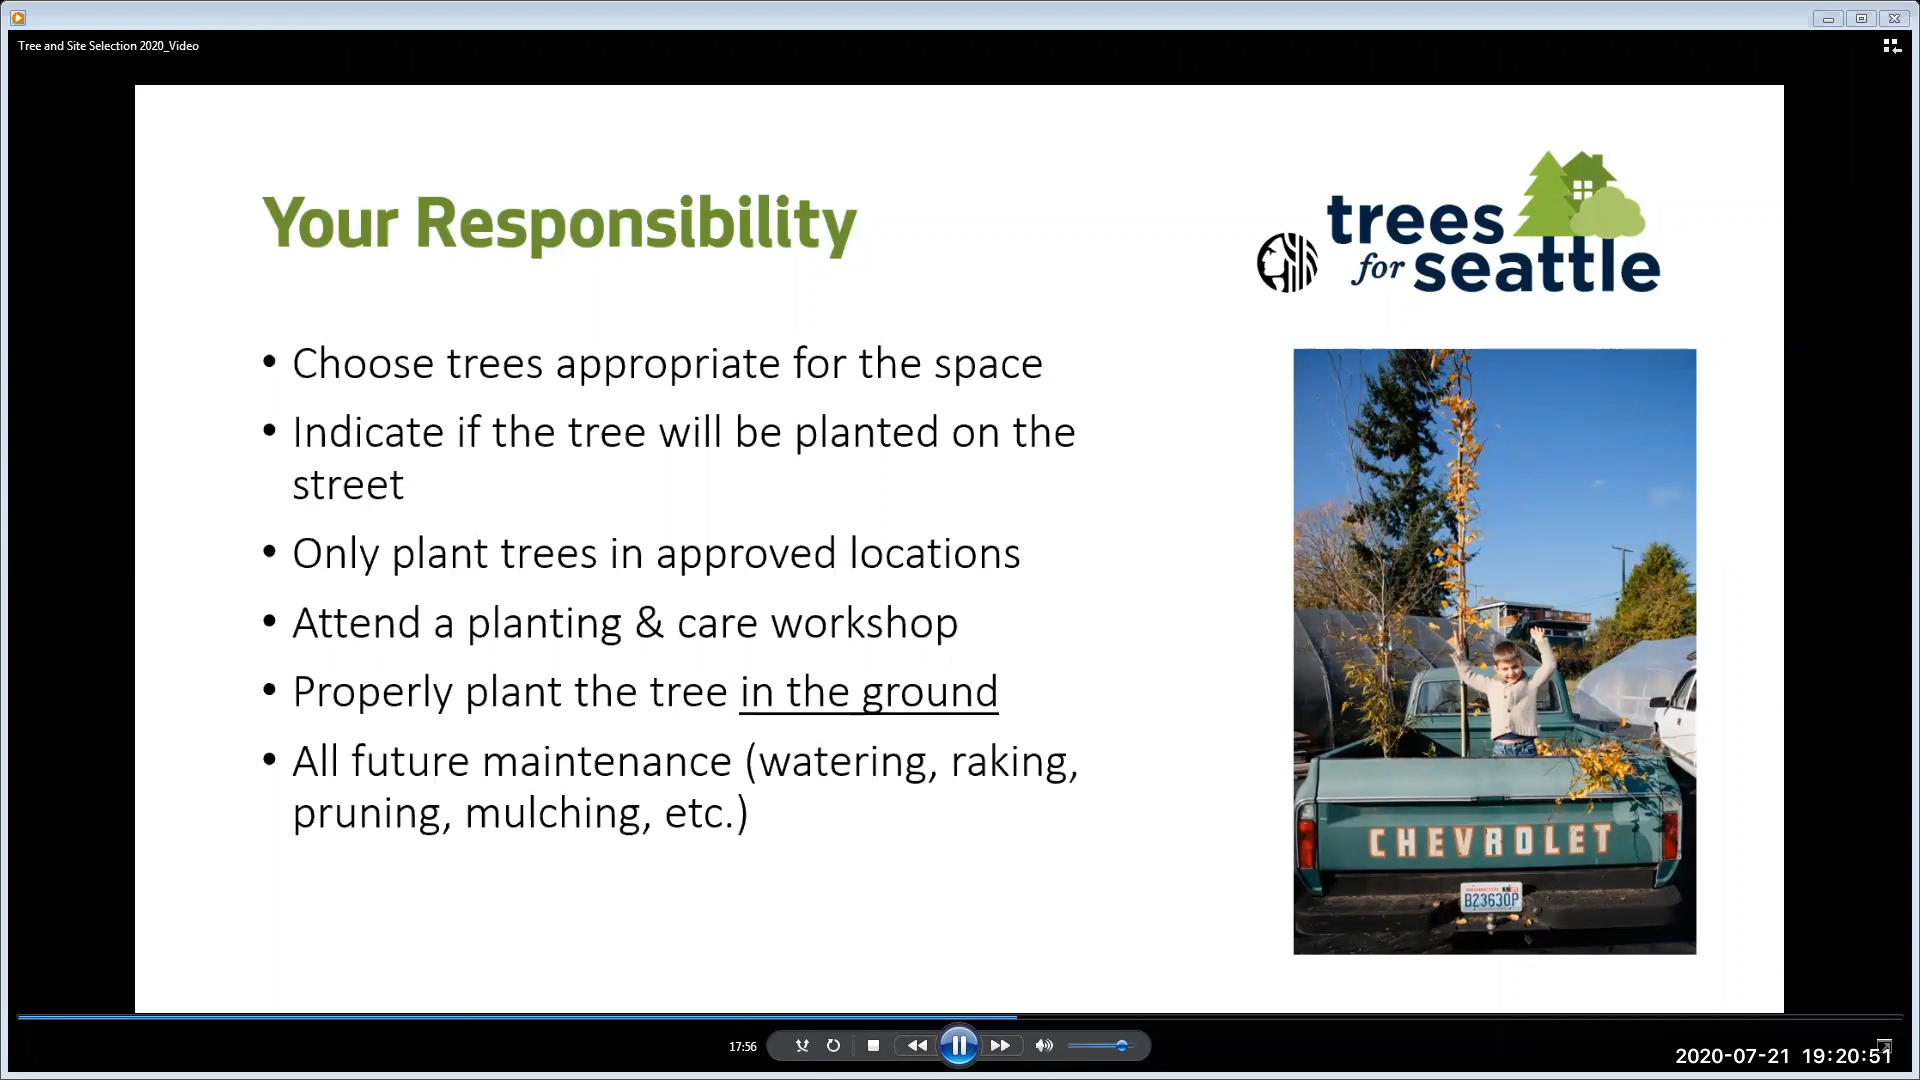 Tree and Site Selection 2020_Video
Your Responsibility
trees
for seattle
• Choose trees appropriate for the space
• Indicate if the tree will be planted on the
street
• Only plant trees in approved locations
• Attend a planting & care workshop
• Properly plant the tree in the ground
• All future maintenance (watering, raking,
pruning, mulching, etc.)
CHEVROLET
B23630P
17:56
2020-07-21 19:20:51